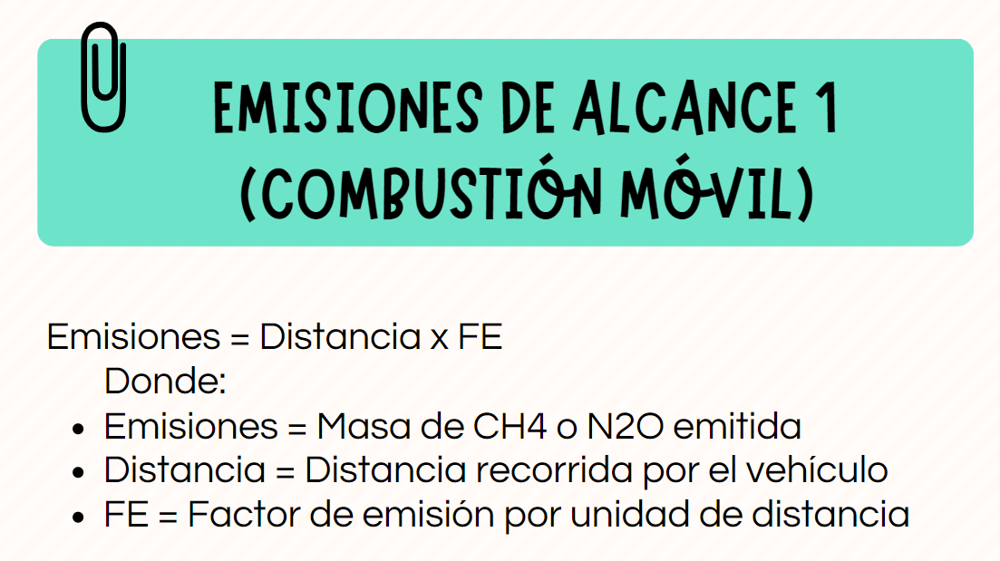 EMISIONES DE ALCANCE 1
(COMBUSTIÓN MÓVIL)
Emisiones = Distancia x FE
Donde:
• Emisiones = Masa de CH4 o N2O emitida
• Distancia = Distancia recorrida por el vehículo
• FE = Factor de emisión por unidad de distancia